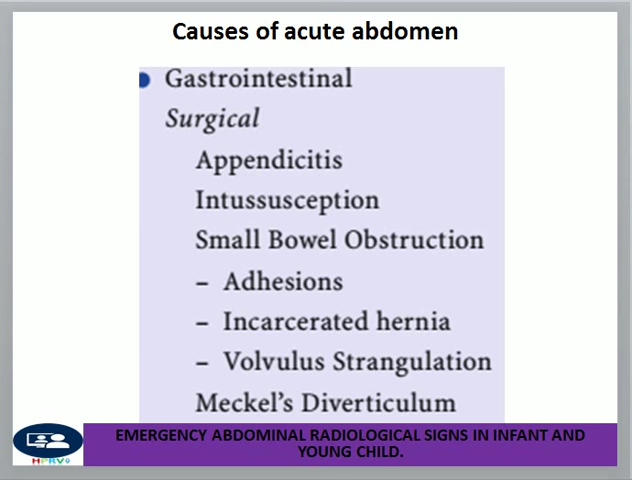 Causes of acute abdomen
Gastrointestinal
Surgical
Appendicitis
Intussusception
Small Bowel Obstruction
– Adhesions
– Incarcerated hernia
– Volvulus Strangulation
Meckel's Diverticulum
EMERGENCY ABDOMINAL RADIOLOGICAL SIGNS IN INFANT AND
YOUNG CHILD.